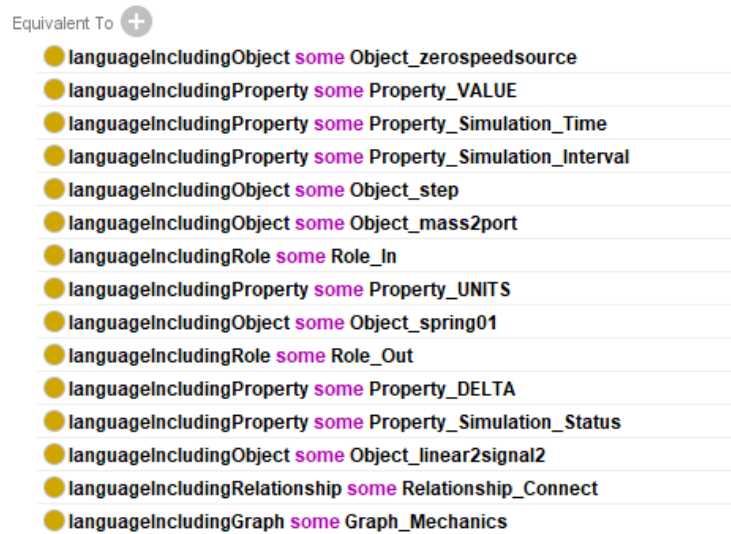 Equivalent To
languageIncludingObject some Object_zerospeedsource
languageIncludingProperty some Property_VALUE
languageIncludingProperty some Property_Simulation_Time
languageIncludingProperty some Property_Simulation_Interval
languageIncludingObject some Object_step
languageIncludingObject some Object_mass2port
languageIncludingRole some Role_In
languageIncludingProperty some Property_UNITS
languageIncludingObject some Object_spring01
languageIncludingRole some Role_Out
languageIncludingProperty some Property_DELTA
languageIncludingProperty some Property_Simulation_Status
languageIncludingObject some Object_linear2signal2
languageIncludingRelationship some Relationship_Connect
languageIncludingGraph some Graph_Mechanics